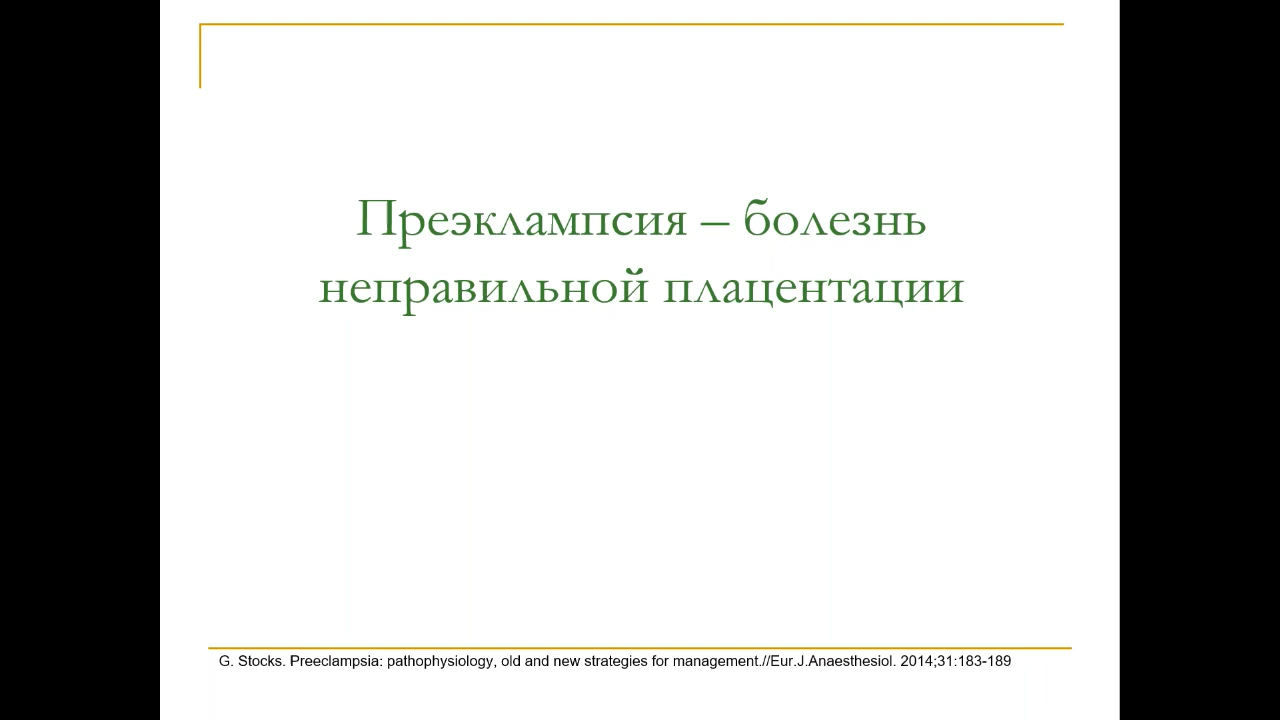 Преэклампсия – болезнь
неправильной плацентации
G. Stocks. Preeclampsia: pathophysiology, old and new strategies for management.//Eur.J.Anaesthesiol. 2014;31:183-189